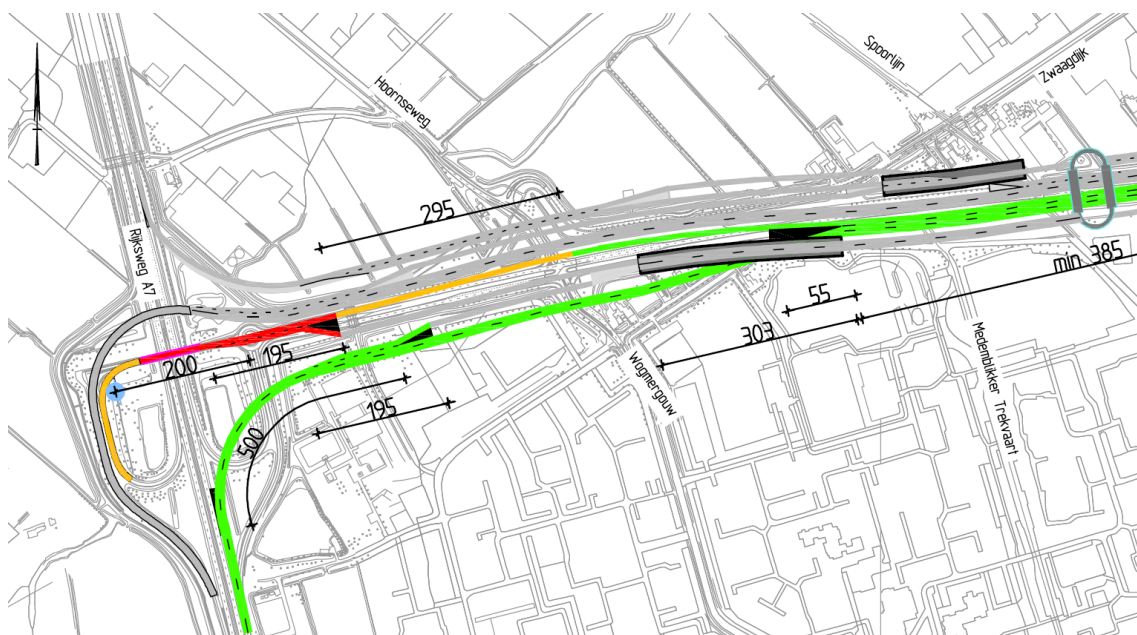 Spoorlijn
Zwaagdijk
Hoornseweg
295
Rijksweg A7
min. 385
55
303
200
195
Wogmergouw
Medemblikker Trekvaart
195
500